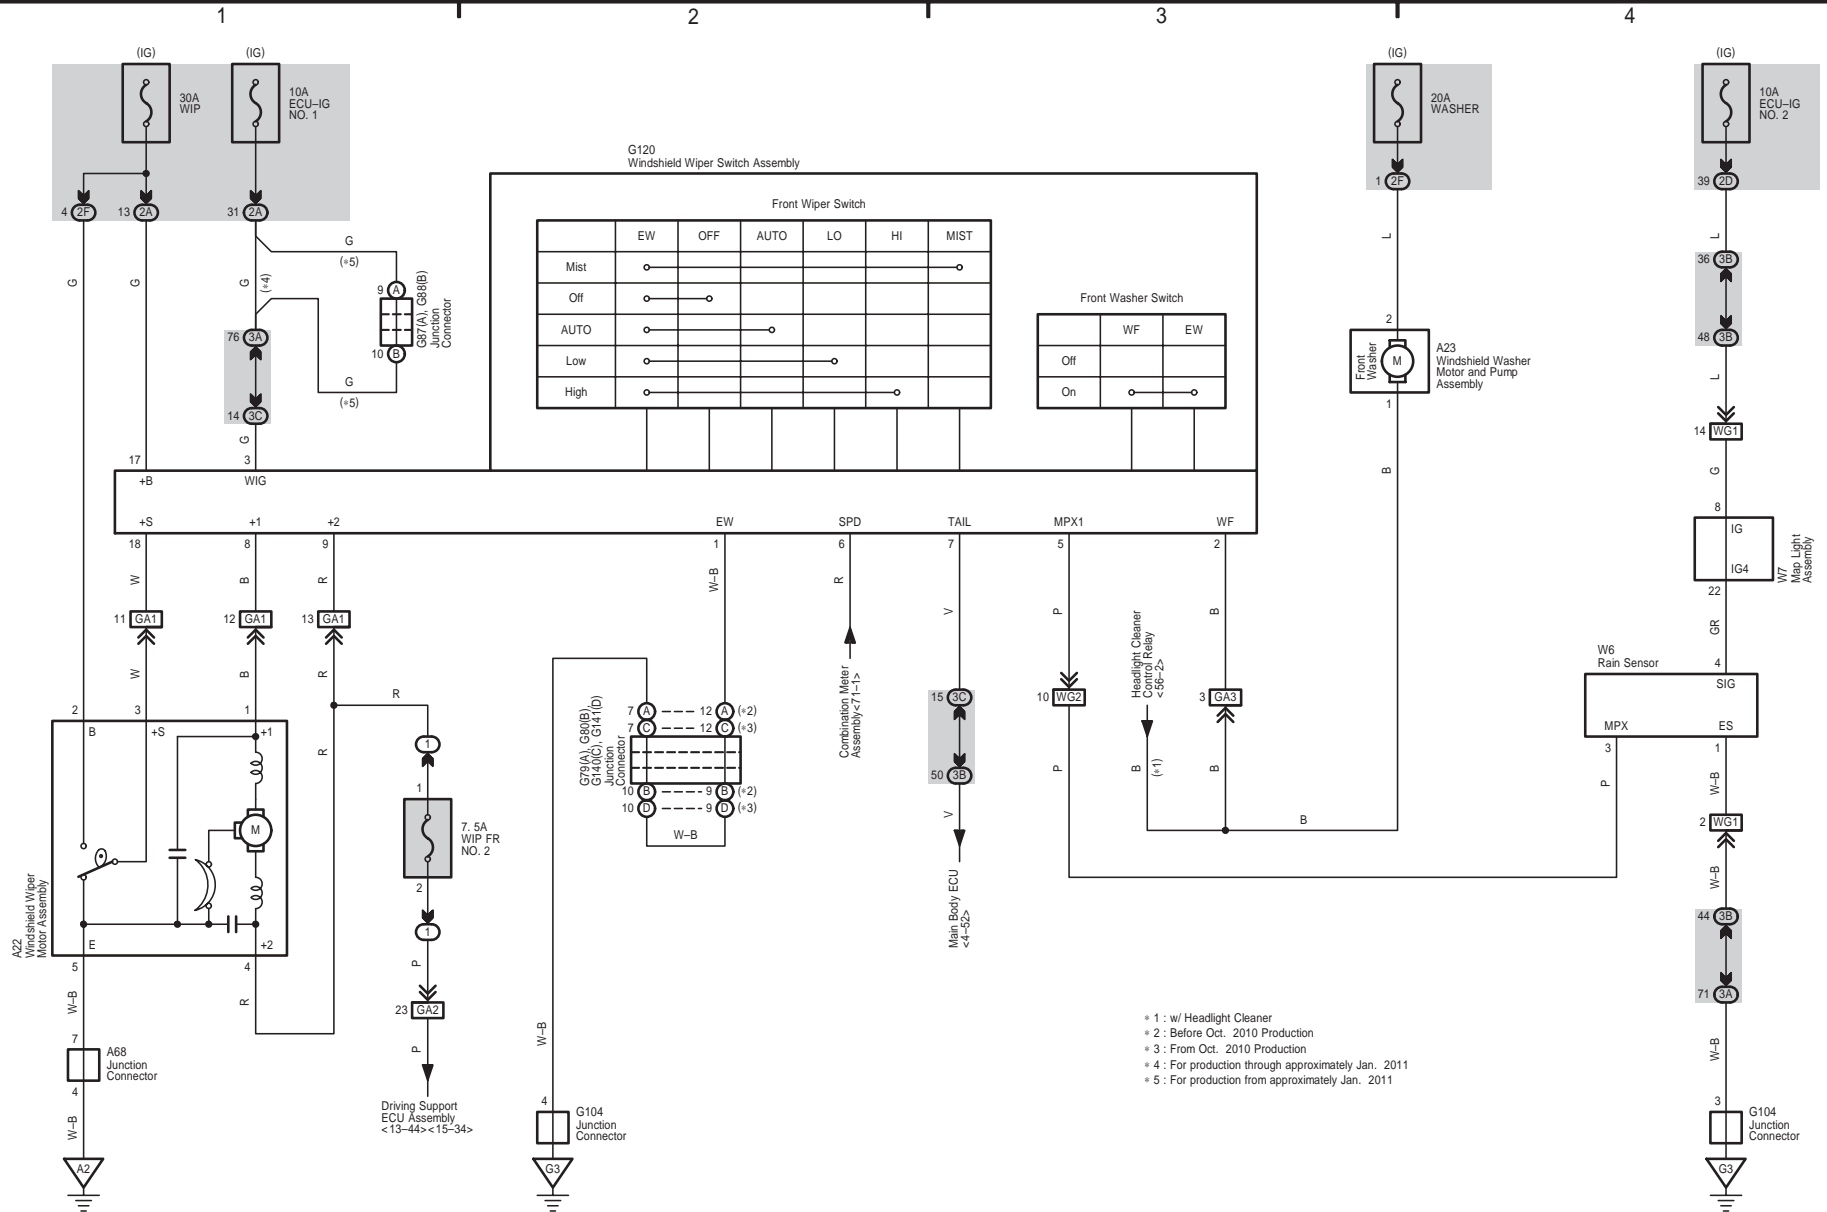 1
2
3
4
(IG)
(IG)
(IG)
(IG)
30A
WIP
10A
ECU–IG
NO. 1
20A
WASHER
10A
ECU–IG
NO. 2
4 2F
13 2A
31 2A
1 2F
39 2D
G120
Windshield Wiper Switch Assembly
Front Wiper Switch
EW OFF AUTO LO HI MIST
Mist
Off
AUTO
Low
High
Front Washer Switch
WF EW
Off
On
G
G
G
(*4)
G
(*5)
9 A
10 B
G87(A), G88(B)
Junction
Connector
G
(*5)
76 3A
14 3C
G
L
2
Front
Washer
M
A23
Windshield Washer
Motor and Pump
Assembly
1
B
L
36 3B
48 3B
L
14 WG1
G
8
IG
IG4
W7
Map Light
Assembly
22
GR
17
3
+B
WIG
+S
+1
+2
EW
SPD
TAIL
MPX1
WF
18
8
9
1
6
7
5
2
W
B
R
W–B
R
V
P
B
11 GA1
12 GA1
13 GA1
W
B
R
R
R
Headlight Cleaner
Control Relay
<56–2>
W6
Rain Sensor
4
SIG
MPX
ES
3
1
2
3
1
B
+S
+1
M
E
+2
A22
Windshield Wiper
Motor Assembly
5
4
W–B
R
7
A68
Junction
Connector
4
W–B
A2
1
1
7. 5A
WIP FR
NO. 2
2
1
P
23 GA2
P
Driving Support
ECU Assembly
<13–44><15–34>
G79(A), G80(B),
G140(C), G141(D)
Junction
Connector
7 A 12 A (*2)
7 C 12 C (*3)
10 B 9 B (*2)
10 D 9 D (*3)
W–B
W–B
4
G104
Junction
Connector
G3
Combination Meter
Assembly<71–1>
15 3C
50 3B
V
Main Body ECU
<4–52>
10 WG2
P
B
(*1)
3 GA3
B
B
P
W–B
2 WG1
W–B
44 3B
71 3A
W–B
3
G104
Junction
Connector
G3
* 1 : w/ Headlight Cleaner
* 2 : Before Oct. 2010 Production
* 3 : From Oct. 2010 Production
* 4 : For production through approximately Jan. 2011
* 5 : For production from approximately Jan. 2011